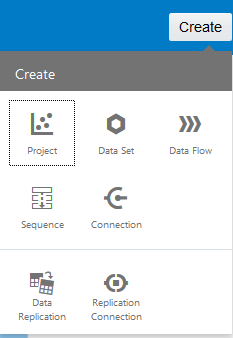 Create
Create
Project
Data Set
Data Flow
Sequence
Connection
Data
Replication
Replication
Connection